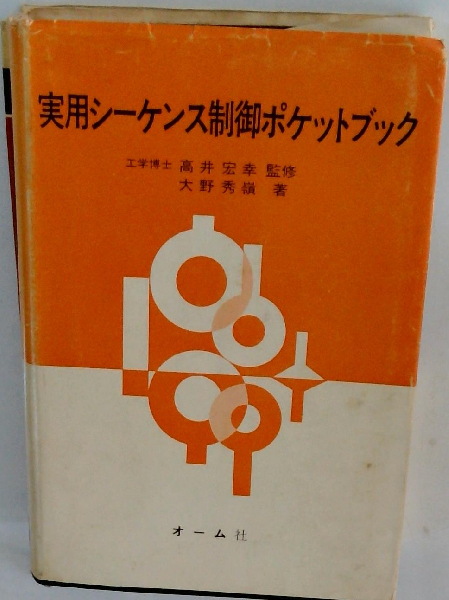 実用シーケンス制御ポケットブック
工学博士 高井宏幸 監修
大野秀嶺 著
オーム社